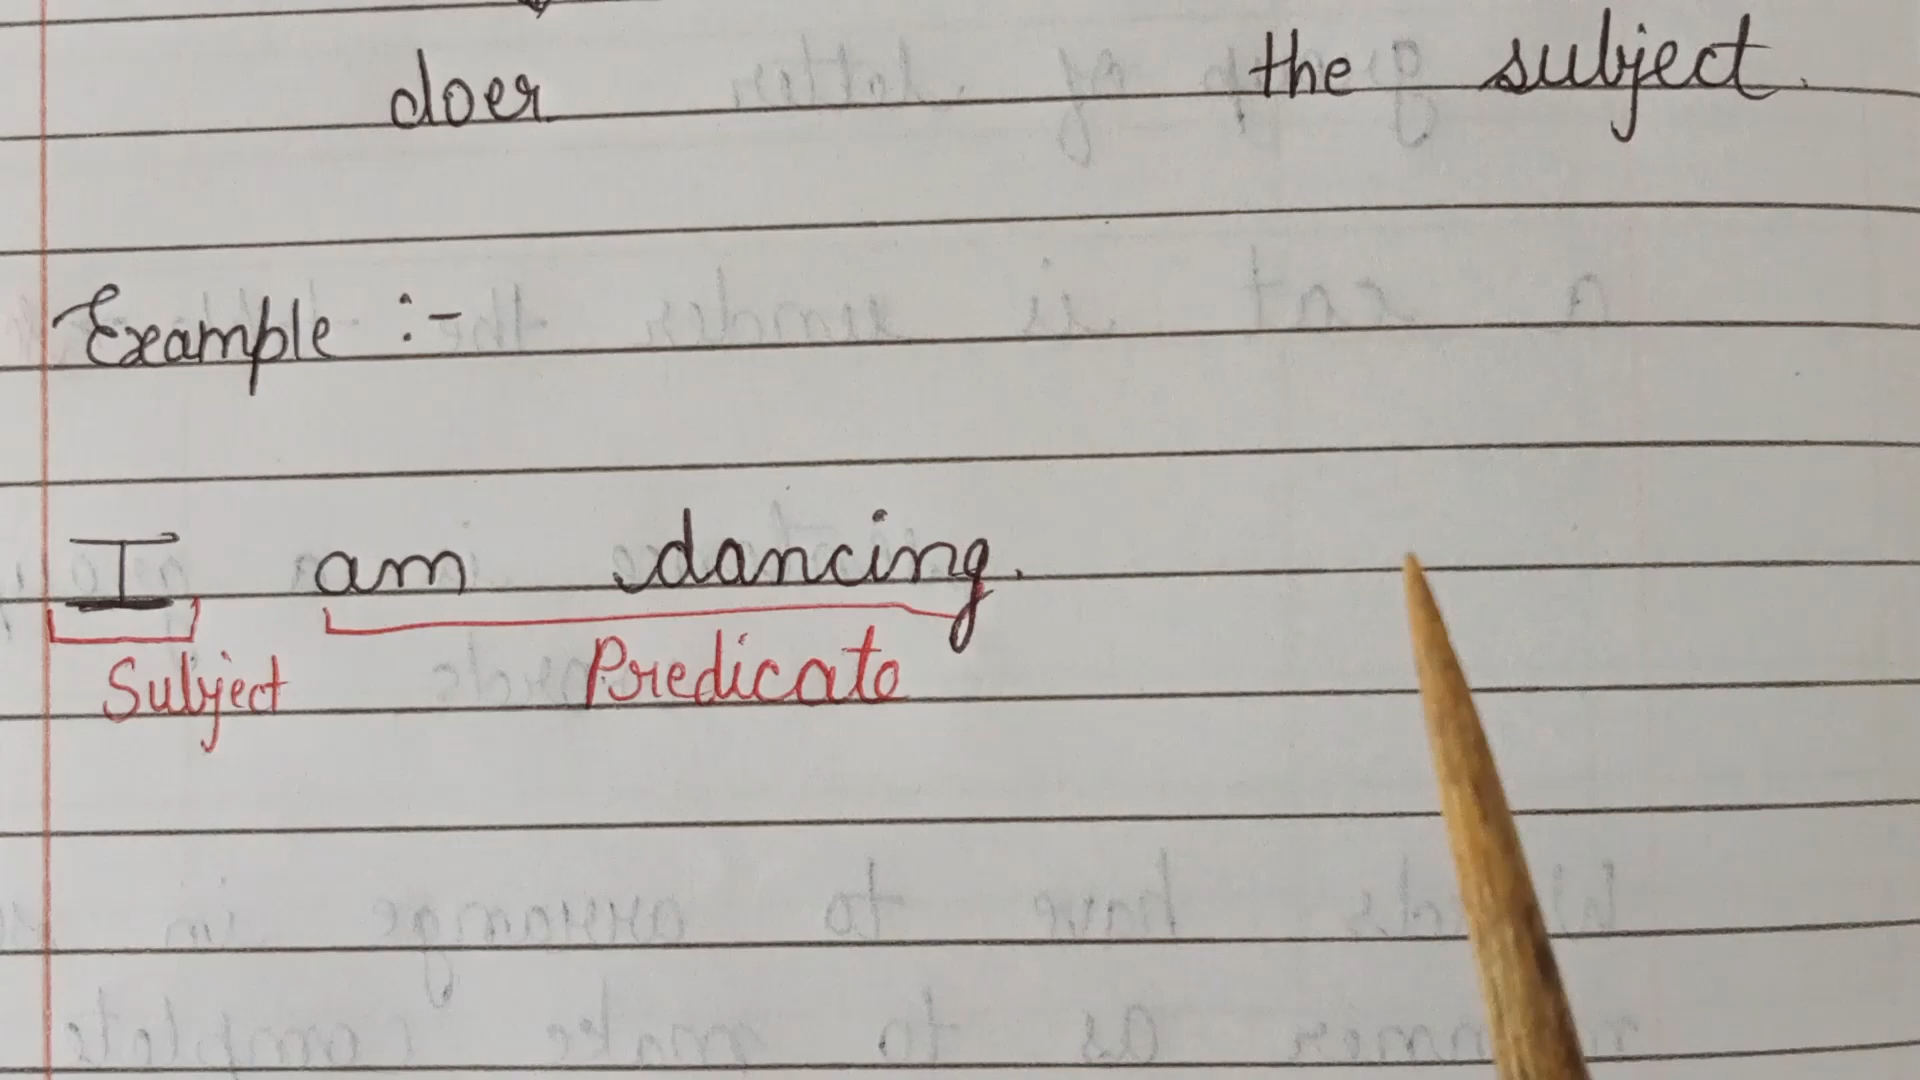 doer the subject.
Example :-
I am dancing.
Subject Predicate